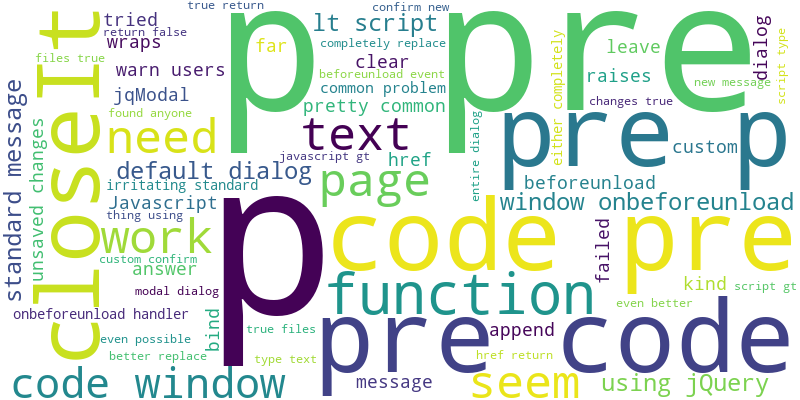 true return
confirm new
tried
lt script
p
pre
dialog
script type
return false
wraps
far
completely replace
leave
either completely
files true
clear
closeit
warn users
beforeunload event
raises
new message
standard message
jqModal
common problem
pretty common
changes true
found anyone
need
text
entire dialog
pre
p
custom
unsaved changes
default dialog
javascript gt
href
page
irritating standard
beforeunload
Javascript
window onbeforeunload
thing using
p
code pre
work
failed
custom confirm
answer
kind
script gt
modal dialog
function
even better
onbeforeunload handler
bind
true files
pre code
append
even possible
better replace
type text
href return
code window
message
seem
using jQuery